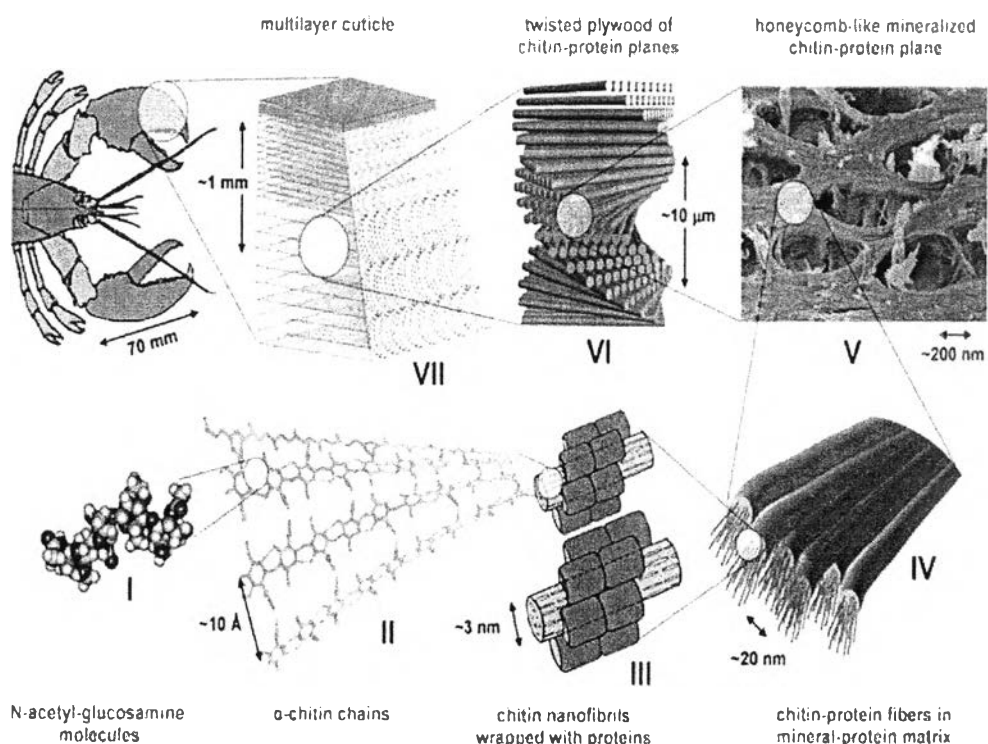 multilayer cuticle
twisted plywood of
chitin-protein planes
honeycomb-like mineralized
chitin-protein plane
~1 mm
70 mm
VII
~10 µm
VI
V
~200 nm
I
~10 Å
II
~3 nm
III
~20 nm
IV
N-acetyl-glucosamine
molecules
α-chitin chains
chitin nanofibrils
wrapped with proteins
chitin-protein fibers in
mineral-protein matrix